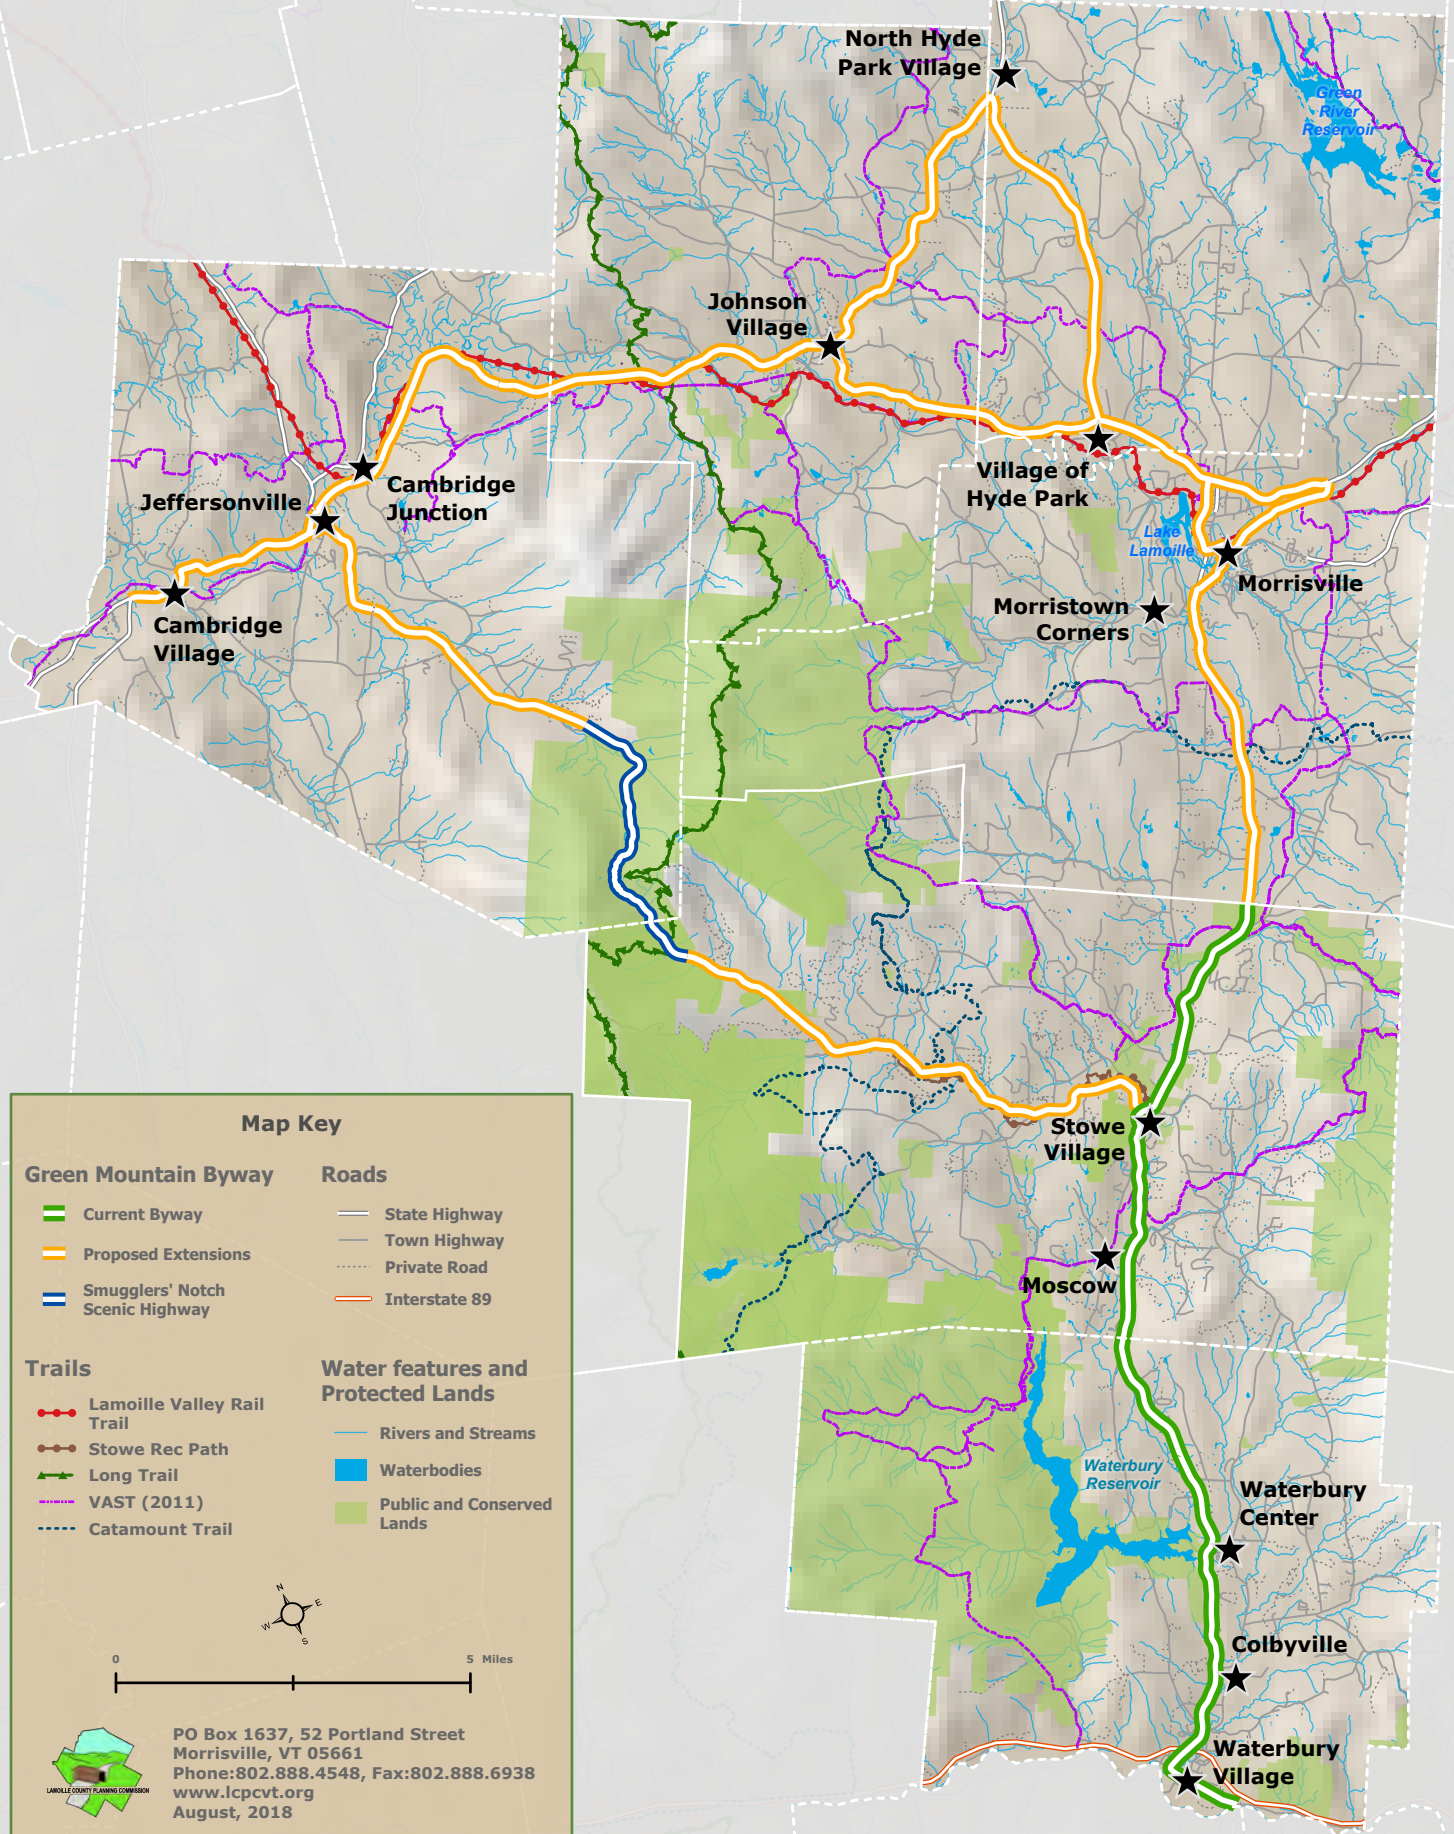 North Hyde
Park Village
Green
River
Reservoir
Johnson
Village
Cambridge
Junction
Jeffersonville
Village of
Hyde Park
Lake
Lamoille
Morrisville
Cambridge
Village
Morristown
Corners
Stowe
Village
Moscow
Waterbury
Reservoir
Waterbury
Center
Colbyville
Waterbury
Village
Map Key
Green Mountain Byway
Current Byway
Proposed Extensions
Smugglers' Notch
Scenic Highway
Roads
State Highway
Town Highway
Private Road
Interstate 89
Trails
Lamoille Valley Rail
Trail
Stowe Rec Path
Long Trail
VAST (2011)
Catamount Trail
Water features and
Protected Lands
Rivers and Streams
Waterbodies
Public and Conserved
Lands
N
E
W
S
0
5 Miles
LAMOILLE COUNTY PLANNING COMMISSION
PO Box 1637, 52 Portland Street
Morrisville, VT 05661
Phone:802.888.4548, Fax:802.888.6938
www.lcpcvt.org
August, 2018